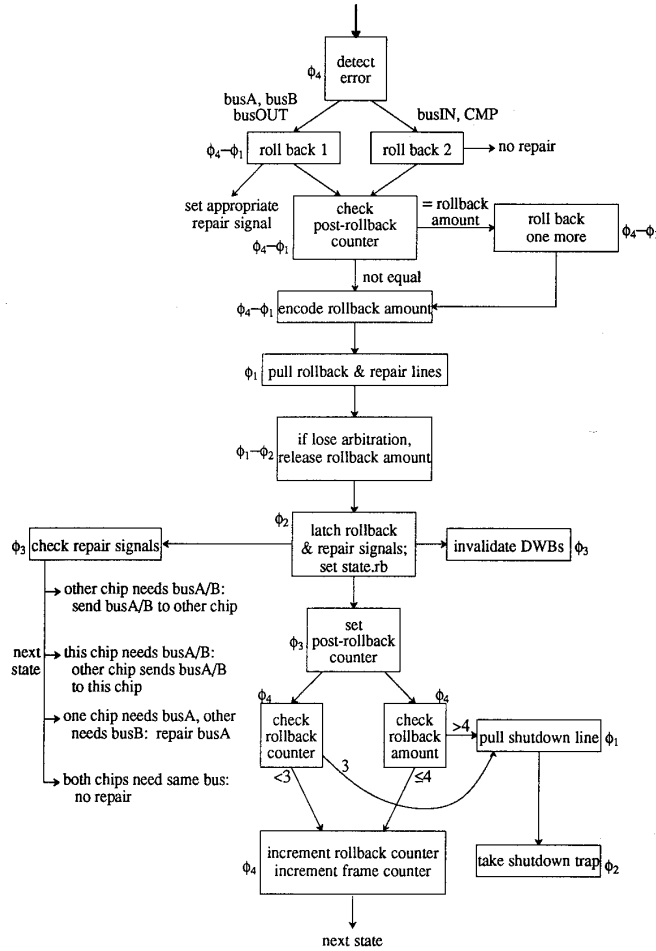 ϕ4
detect
error
busA, busB
busOUT
busIN, CMP
ϕ4–ϕ1
roll back 1
roll back 2
no repair
set appropriate
repair signal
check
post-rollback
counter
ϕ4–ϕ1
= rollback
amount
roll back
one more
ϕ4–ϕ
not equal
ϕ4–ϕ1
encode rollback amount
ϕ1
pull rollback & repair lines
ϕ1–ϕ2
if lose arbitration,
release rollback amount
ϕ2
latch rollback
& repair signals;
set state.rb
ϕ3
check repair signals
invalidate DWBs
ϕ3
other chip needs busA/B:
send busA/B to other chip
next
state
this chip needs busA/B:
other chip sends busA/B
to this chip
one chip needs busA, other
needs busB: repair busA
both chips need same bus:
no repair
ϕ3
set
post-rollback
counter
ϕ4
check
rollback
counter
ϕ4
check
rollback
amount
>4
pull shutdown line
ϕ1
<3
3
≤4
ϕ4
increment rollback counter
increment frame counter
take shutdown trap
ϕ2
next state